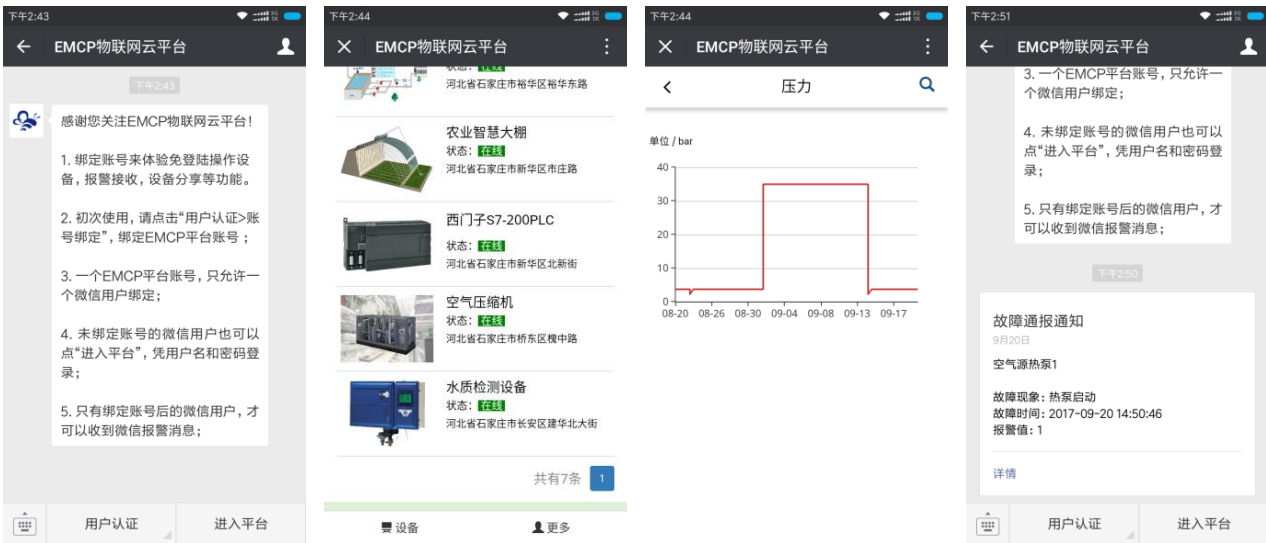 下午2:43
3G
1X
EMCP物联网云平台
下午2:43
感谢您关注EMCP物联网云平台!
1. 绑定账号来体验免登陆操作设
备,报警接收,设备分享等功能。
2. 初次使用,请点击“用户认证>账
号绑定”,绑定EMCP平台账号;
3. 一个EMCP平台账号,只允许一
个微信用户绑定;
4. 未绑定账号的微信用户也可以
点“进入平台”,凭用户名和密码登
录;
5. 只有绑定账号后的微信用户,才
可以收到微信报警消息;
用户认证
进入平台
下午2:44
3G
1X
EMCP物联网云平台
状态: 在线
河北省石家庄市裕华区裕华东路
农业智慧大棚
状态: 在线
河北省石家庄市新华区市庄路
西门子S7-200PLC
状态: 在线
河北省石家庄市新华区北新街
空气压缩机
状态: 在线
河北省石家庄市桥东区槐中路
水质检测设备
状态: 在线
河北省石家庄市长安区建华北大街
共有7条 1
设备
更多
下午2:44
3G
1X
EMCP物联网云平台
压力
单位 / bar
40
30
20
10
0
08-20 08-26 08-30 09-04 09-08 09-13 09-17
下午2:51
3G
1X
EMCP物联网云平台
3. 一个EMCP平台账号,只允许一
个微信用户绑定;
4. 未绑定账号的微信用户也可以
点“进入平台”,凭用户名和密码登
录;
5. 只有绑定账号后的微信用户,才
可以收到微信报警消息;
下午2:50
故障通报通知
9月20日
空气源热泵1
故障现象: 热泵启动
故障时间: 2017-09-20 14:50:46
报警值: 1
详情
用户认证
进入平台